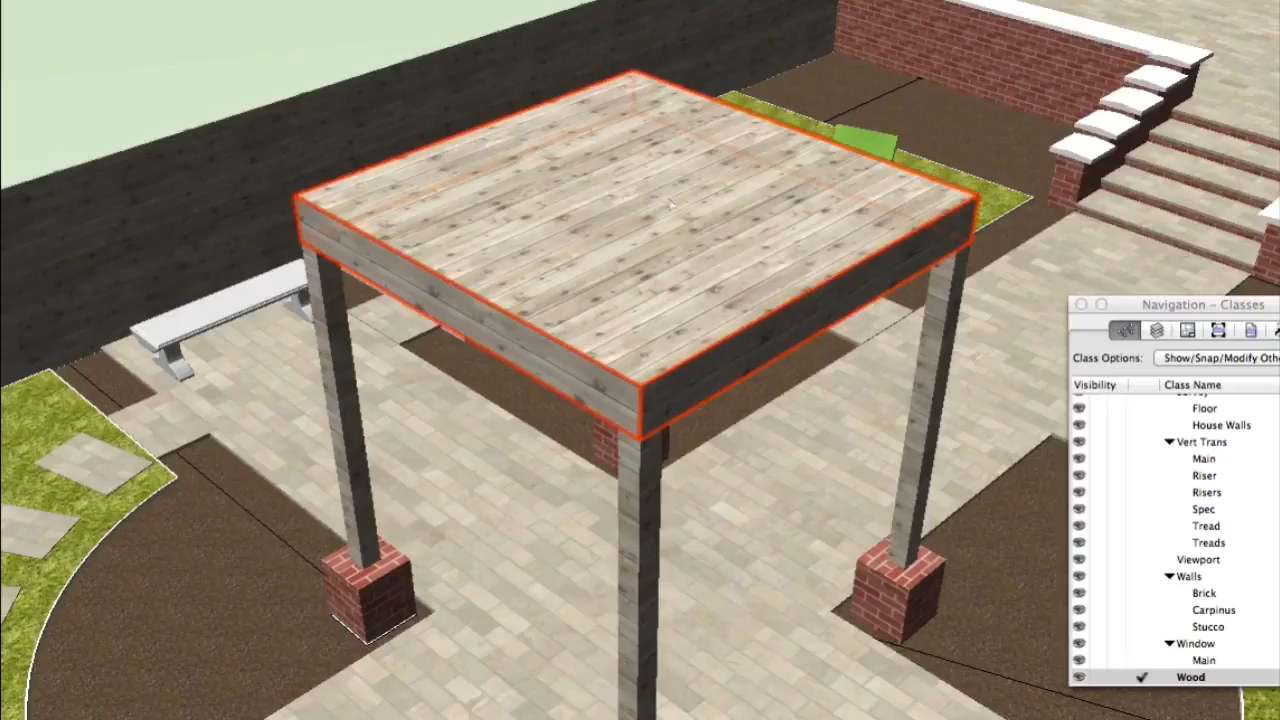 Navigation – Classes
Class Options: Show/Snap/Modify Oth
Visibility Class Name
Floor
House Walls
Vert Trans
Main
Riser
Risers
Spec
Tread
Treads
Viewport
Walls
Brick
Carpinus
Stucco
Window
Main
Wood